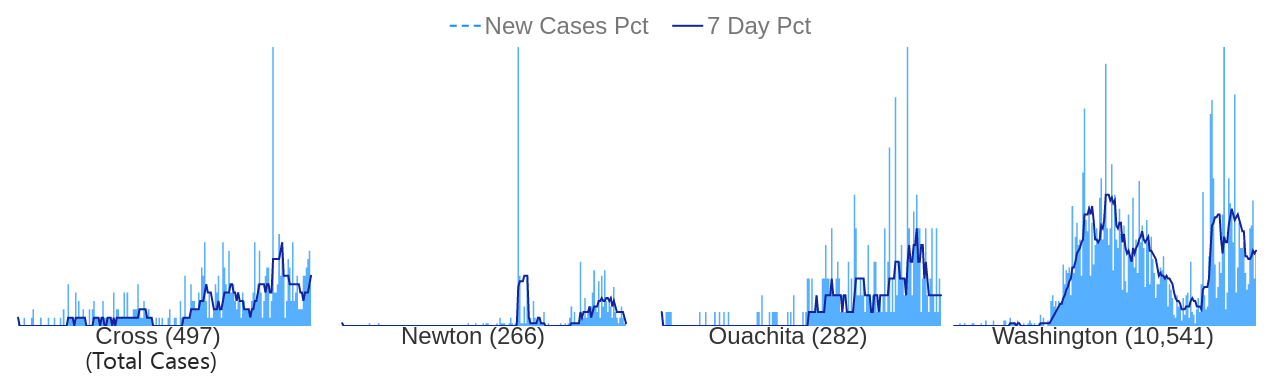 New Cases Pct 7 Day Pct
Cross (497) Newton (266) Ouachita (282) Washington (10,541)
(Total Cases)